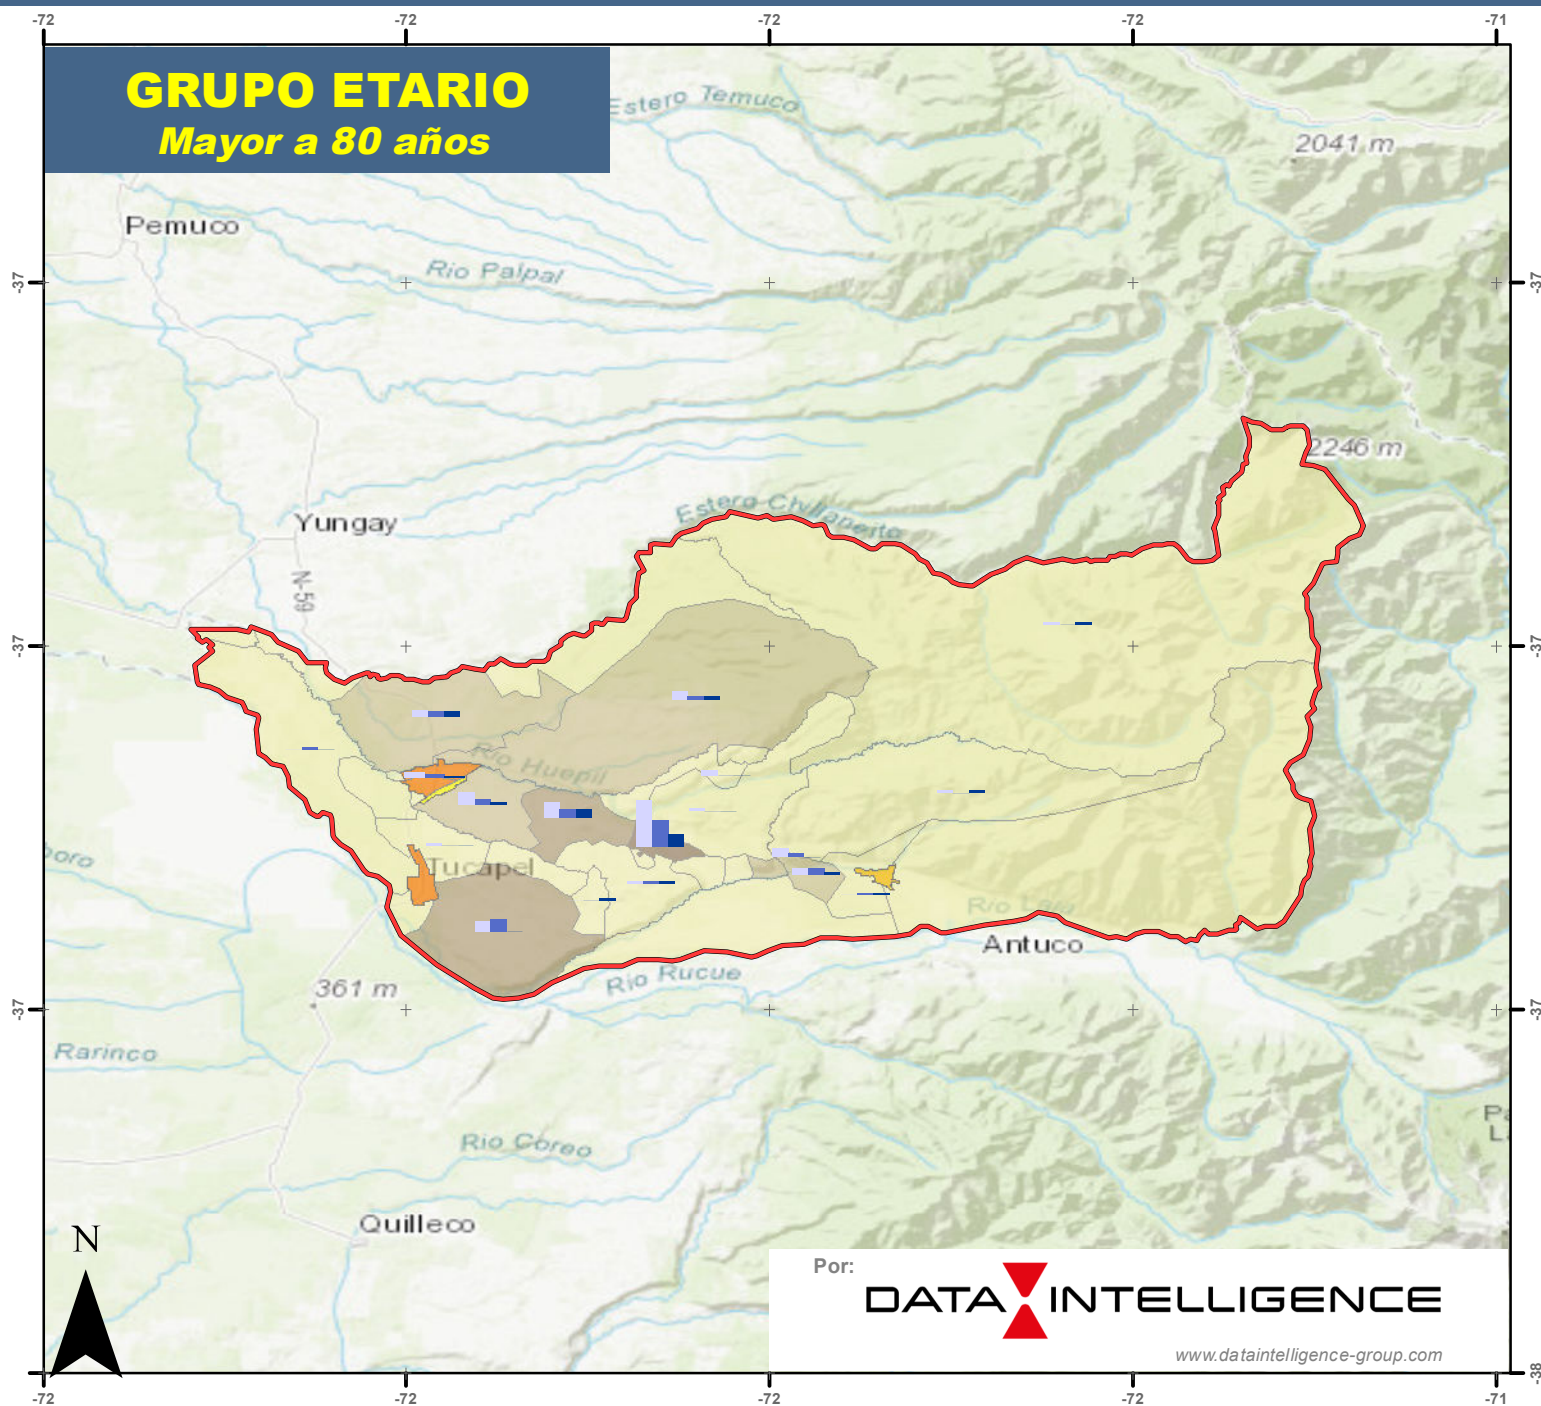 -72 -72 -72 -72 -71
GRUPO ETARIO
Mayor a 80 años
Estero Temuco
2041 m
Pemuco
Rio Palpal
-37 -37
2246 m
Estero Chillancito
Yungay
N-59
-37 -37
Rio Huepil
Tucapel
Rio Laja
Antuco
Rio Rucue
361 m
-37 -37
Rarinco
Rio Coreo
Quilleco
N
Por:
DATA INTELLIGENCE
www.dataintelligence-group.com
-38
-72 -72 -72 -72 -71